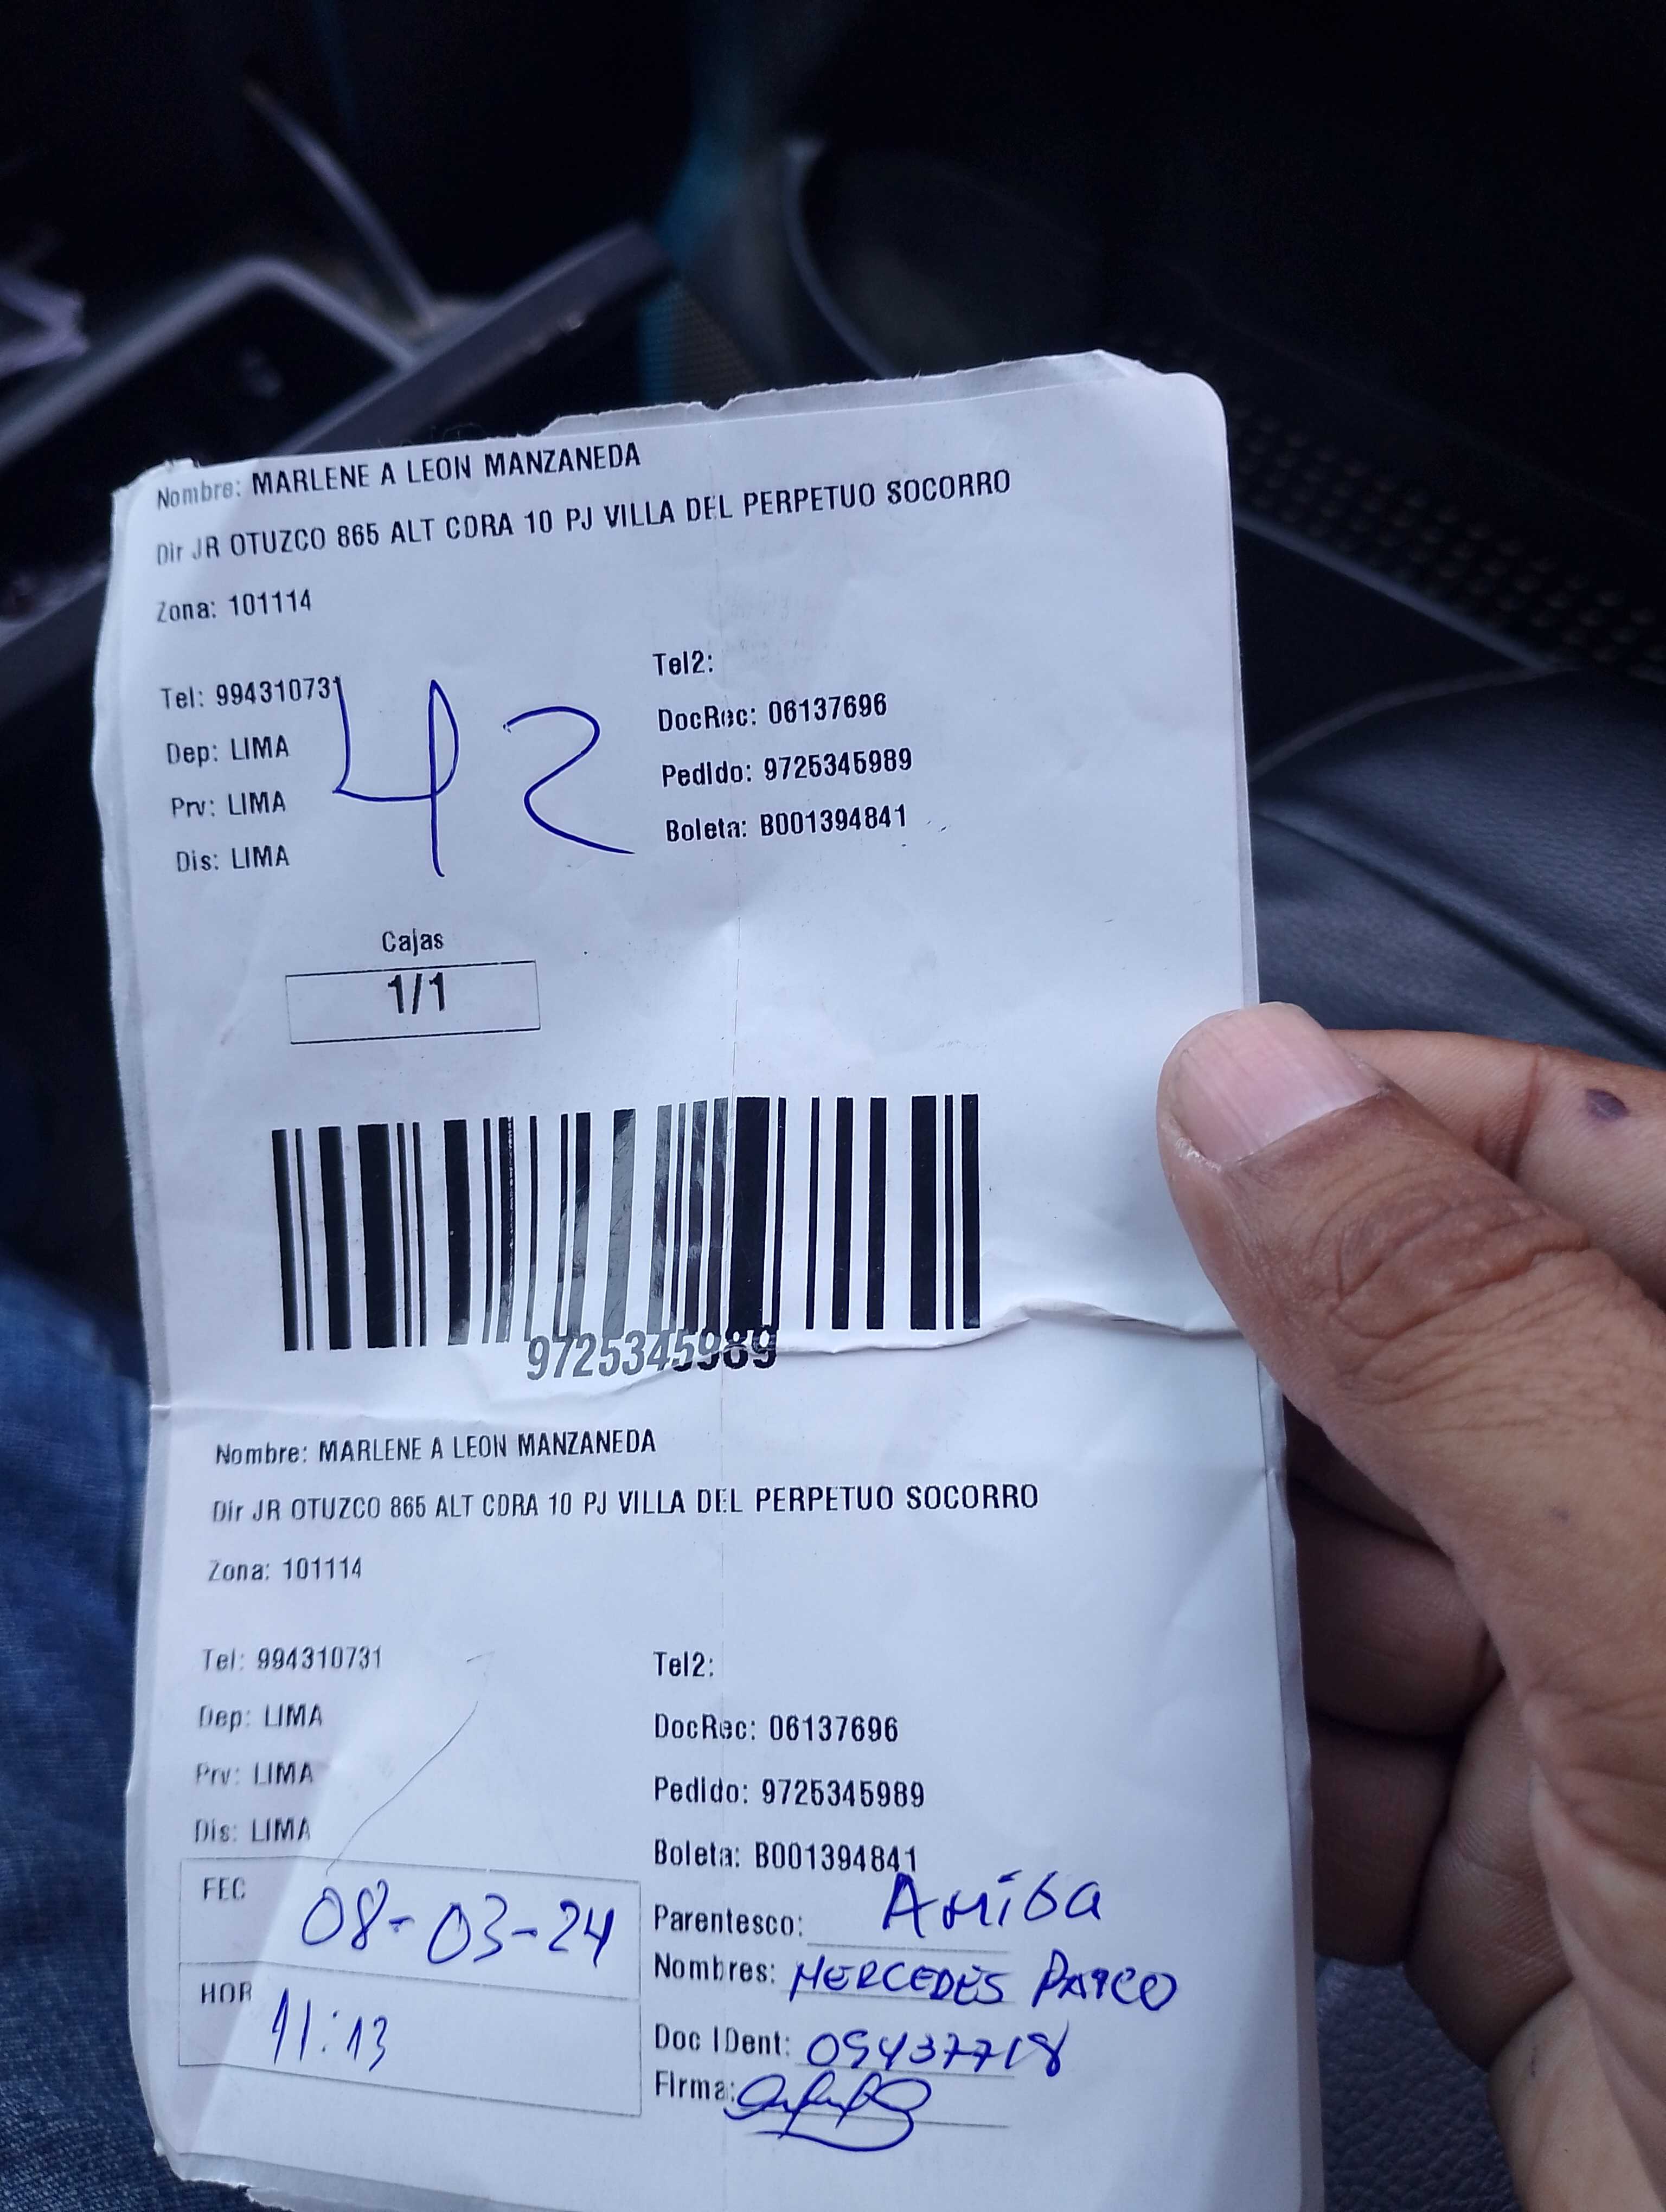 Nombre: MARLENE A LEON MANZANEDA
Dir JR OTUZCO 865 ALT CDRA 10 PJ VILLA DEL PERPETUO SOCORRO
Zona: 101114
Tel: 994310731
Tel2:
Dep: LIMA
DocRec: 06137696
Prv: LIMA
Pedido: 9725345989
Dis: LIMA
Boleta: B001394841
42
Cajas
1/1
9725345989
Nombre: MARLENE A LEON MANZANEDA
Dir JR OTUZCO 865 ALT CDRA 10 PJ VILLA DEL PERPETUO SOCORRO
Zona: 101114
Tel: 994310731
Tel2:
Dep: LIMA
DocRec: 06137696
Prv: LIMA
Pedido: 9725345989
Dis: LIMA
Boleta: B001394841
FEC 08-03-24
Parentesco:
HOR 11:13
Nombres: MERCEDES
Doc IDent:
Firma: